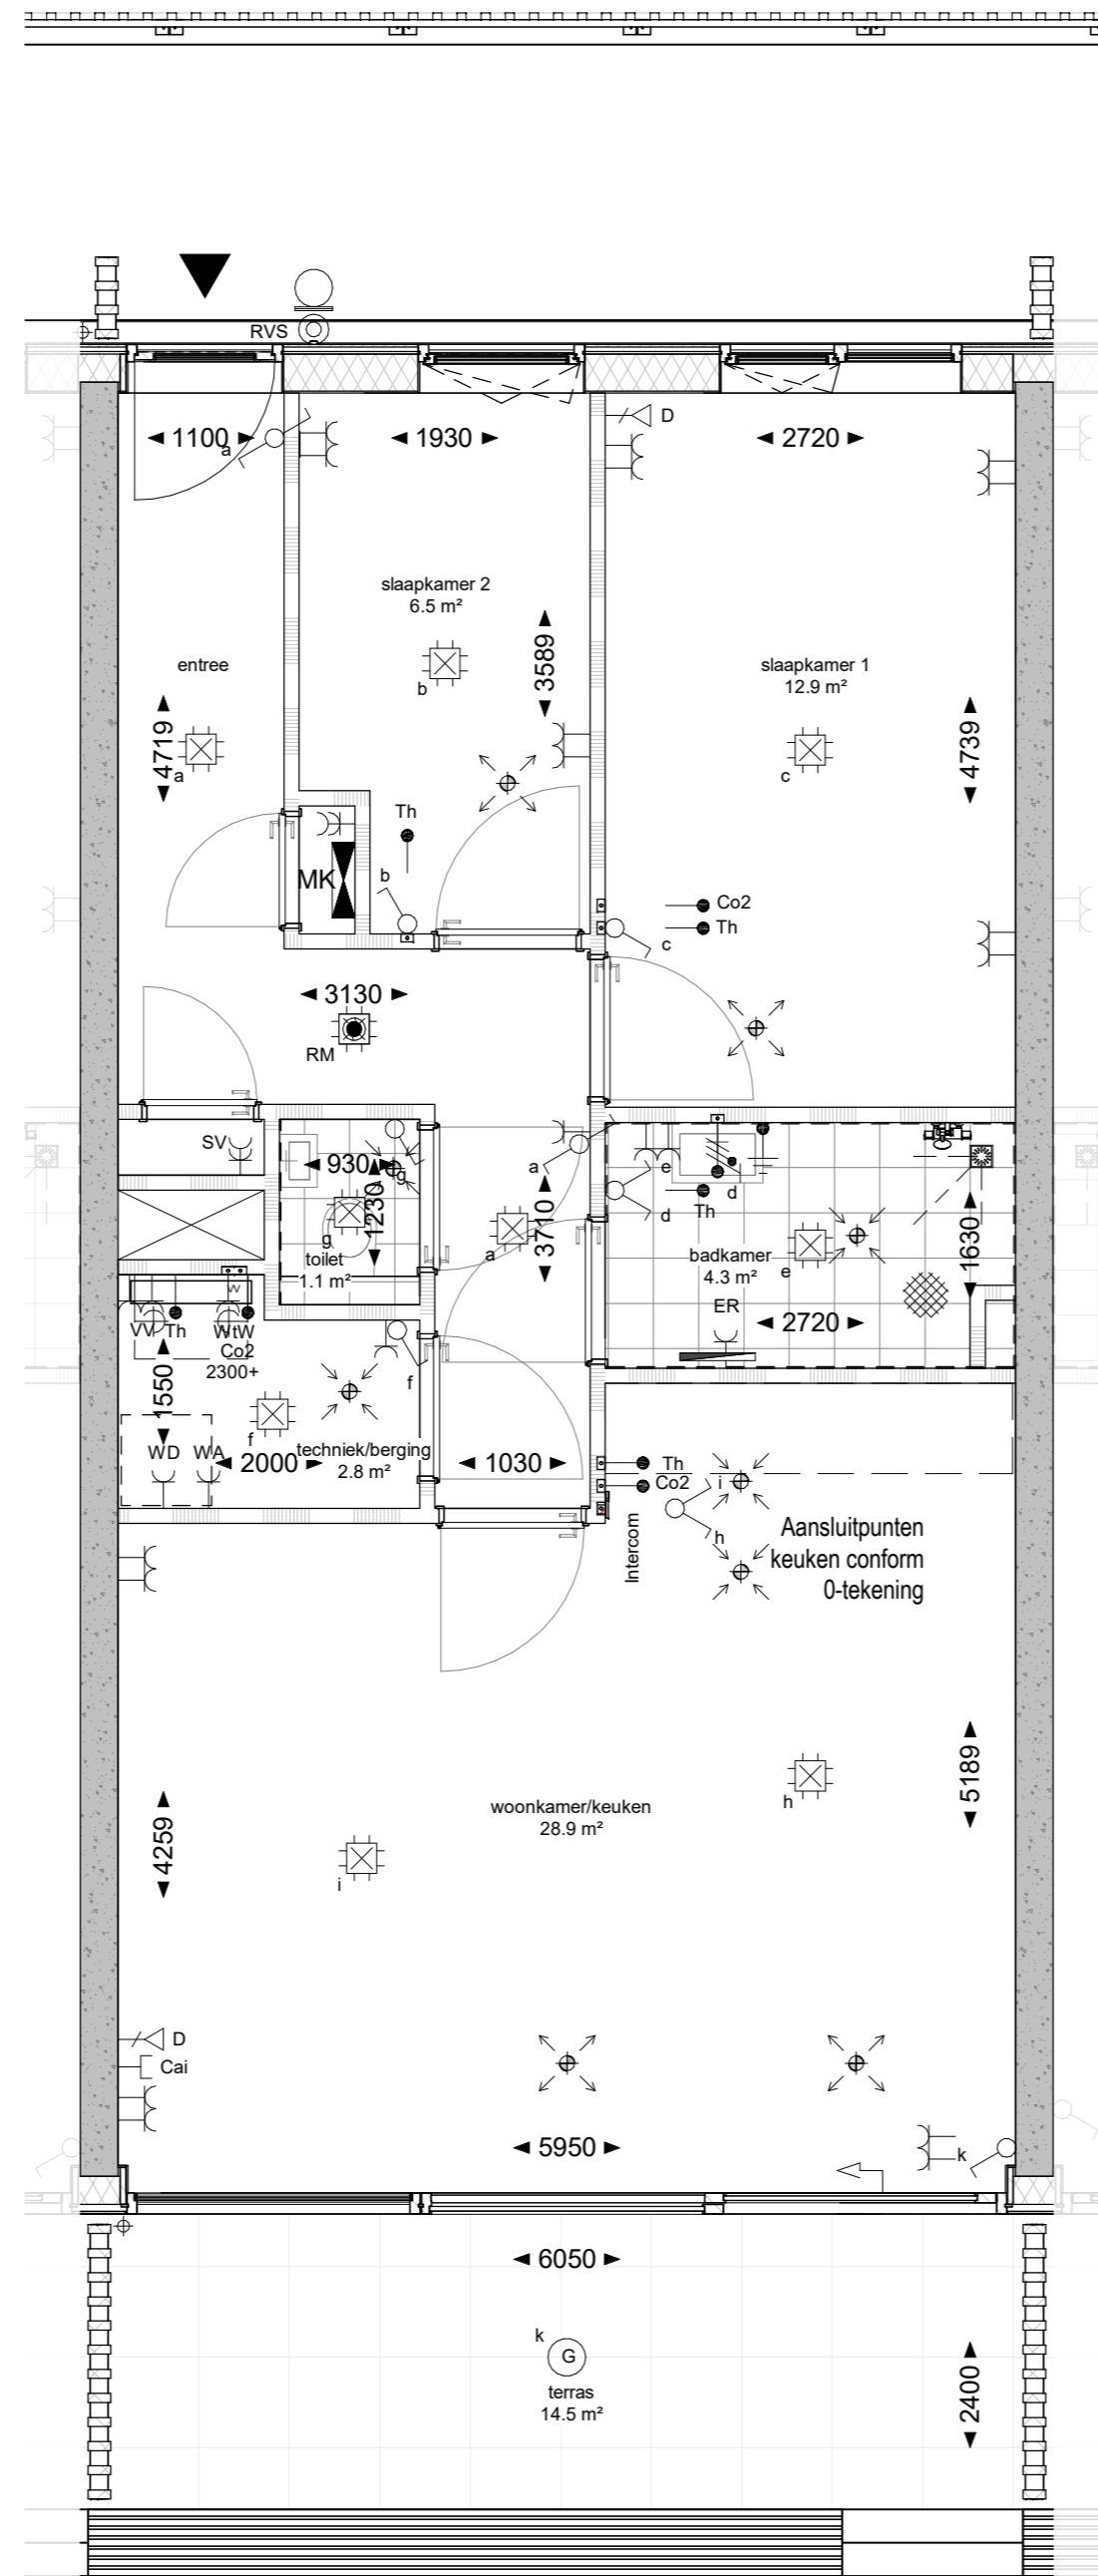 RVS
1100
a
1930
D
2720
slaapkamer 2
6.5 m²
3589
entree
slaapkamer 1
12.9 m²
b
4719
a
c
4739
Th
MK
b
Co2
Th
c
3130
RM
SV
930
g
a
e
d
d
Th
1230
g
toilet
1.1 m²
a
3710
badkamer
4.3 m²
e
1630
ER
2720
VV
Th
WtW
Co2
2300+
W
1550
f
f
WD
WA
2000
techniek/berging
2.8 m²
1030
Th
Co2
i
h
Intercom
Aansluitpunten
keuken conform
0-tekening
5189
h
woonkamer/keuken
28.9 m²
4259
i
D
Cai
5950
k
6050
k
G
terras
14.5 m²
2400